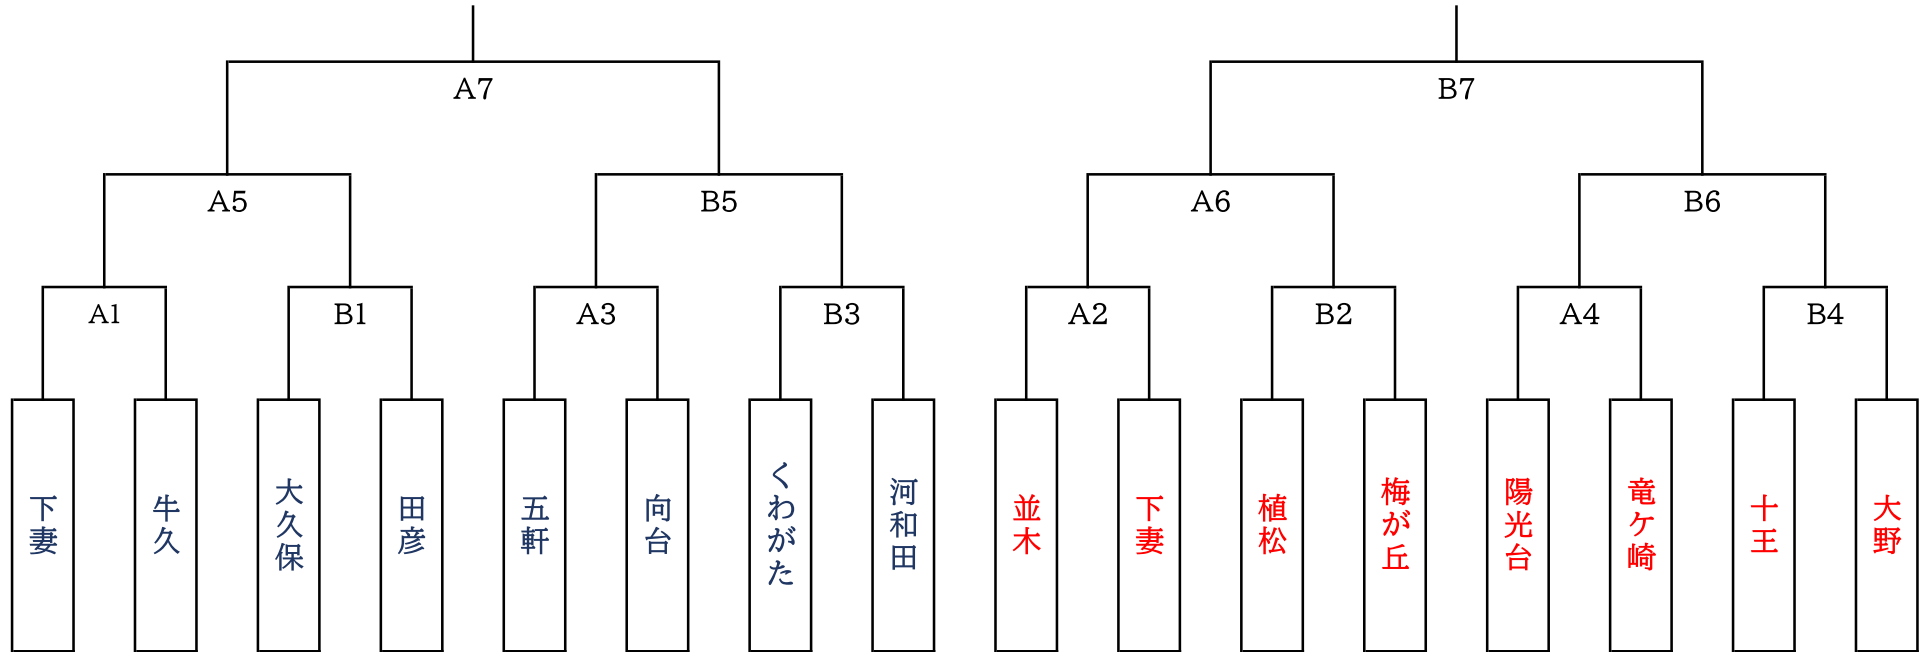 A7
B7
A5
B5
A6
B6
A1
B1
A3
B3
A2
B2
A4
B4
下妻
牛久
大久保
田彦
五軒
向台
くわがた
河和田
並木
下妻
植松
梅が丘
陽光台
竜ケ崎
十王
大野